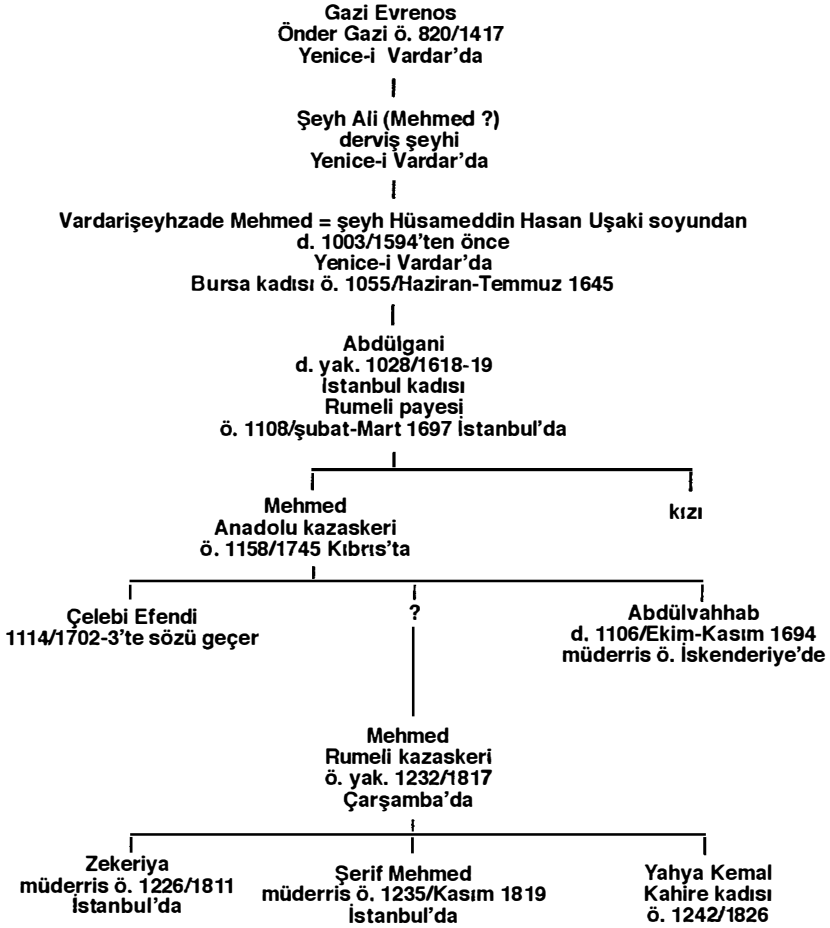 Gazi Evrenos
Önder Gazi ö. 820/1417
Yenice-i Vardar'da
Şeyh Ali (Mehmed ?)
derviş şeyhi
Yenice-i Vardar'da
Vardarişeyhzade Mehmed = şeyh Hüsameddin Hasan Uşaki soyundan
d. 1003/1594'ten önce
Yenice-i Vardar'da
Bursa kadısı ö. 1055/Haziran-Temmuz 1645
Abdülgani
d. yak. 1028/1618-19
İstanbul kadısı
Rumeli payesi
ö. 1108/şubat-Mart 1697 İstanbul'da
Mehmed
Anadolu kazaskeri
ö. 1158/1745 Kıbrıs'ta
kızı
Çelebi Efendi
1114/1702-3'te sözü geçer
?
Abdülvahhab
d. 1106/Ekim-Kasım 1694
müderris ö. İskenderiye'de
Mehmed
Rumeli kazaskeri
ö. yak. 1232/1817
Çarşamba'da
Zekeriya
müderris ö. 1226/1811
İstanbul'da
Şerif Mehmed
müderris ö. 1235/Kasım 1819
İstanbul'da
Yahya Kemal
Kahire kadısı
ö. 1242/1826